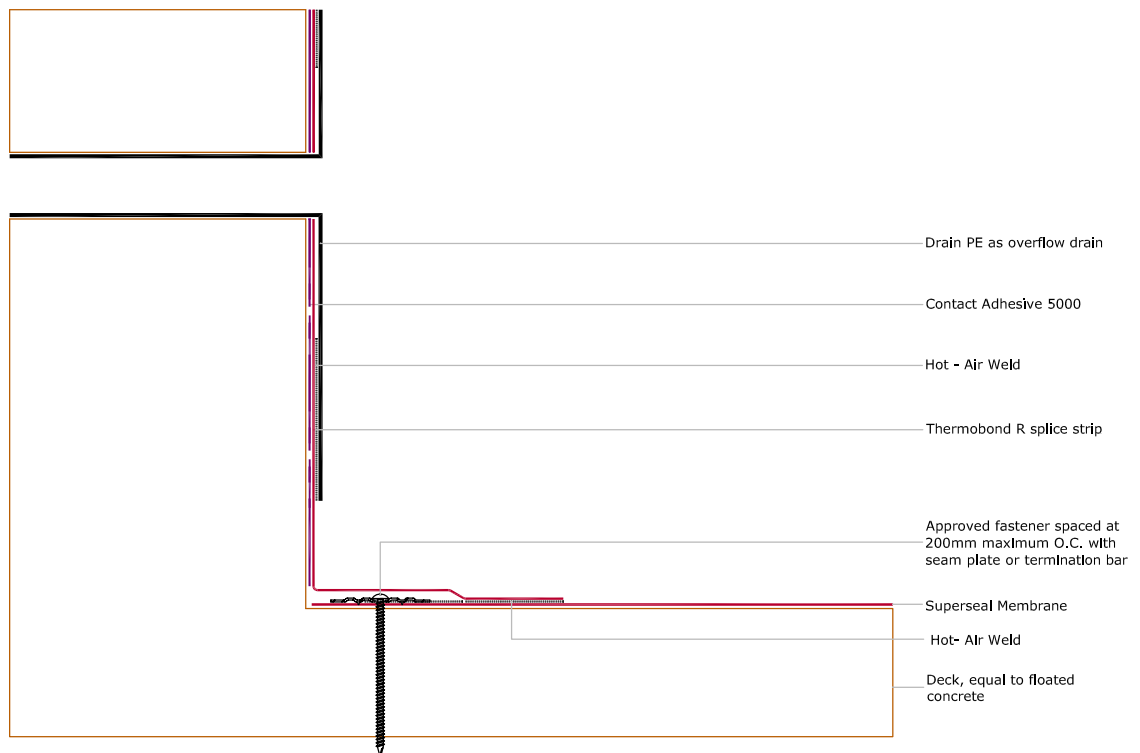 Drain PE as overflow drain
Contact Adhesive 5000
Hot - Air Weld
Thermobond R splice strip
Approved fastener spaced at
200mm maximum O.C. with
seam plate or termination bar
Superseal Membrane
Hot- Air Weld
Deck, equal to floated
concrete